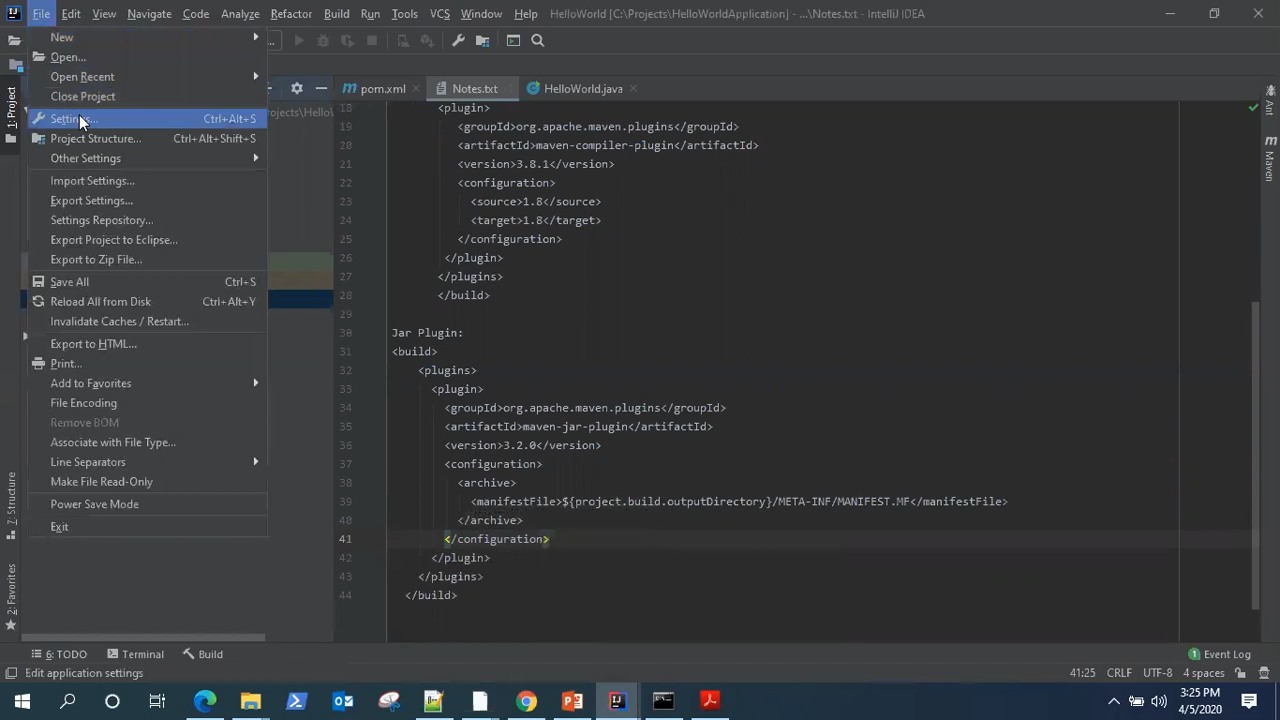 File Edit View Navigate Code Analyze Refactor Build Run Tools VCS Window Help HelloWorld [C:\Projects\HelloWorldApplication] - ...\Notes.txt - IntelliJ IDEA
New
Open...
Open Recent
Close Project
Settings... Ctrl+Alt+S
Project Structure... Ctrl+Alt+Shift+S
Other Settings
Import Settings...
Export Settings...
Settings Repository...
Export Project to Eclipse...
Export to Zip File...
Save All Ctrl+S
Reload All from Disk Ctrl+Alt+Y
Invalidate Caches / Restart...
Export to HTML...
Print...
Add to Favorites
File Encoding
Remove BOM
Associate with File Type...
Line Separators
Make File Read-Only
Power Save Mode
Exit
1: Project
Z: Structure
2: Favorites
rojects\HelloW
pom.xml Notes.txt HelloWorld.java
18 <plugin>
19 <groupId>org.apache.maven.plugins</groupId>
20 <artifactId>maven-compiler-plugin</artifactId>
21 <version>3.8.1</version>
22 <configuration>
23 <source>1.8</source>
24 <target>1.8</target>
25 </configuration>
26 </plugin>
27 </plugins>
28 </build>
29
30 Jar Plugin:
31 <build>
32 <plugins>
33 <plugin>
34 <groupId>org.apache.maven.plugins</groupId>
35 <artifactId>maven-jar-plugin</artifactId>
36 <version>3.2.0</version>
37 <configuration>
38 <archive>
39 <manifestFile>${project.build.outputDirectory}/META-INF/MANIFEST.MF</manifestFile>
40 </archive>
41 </configuration>
42 </plugin>
43 </plugins>
44 </build>
Ant
Maven
6: TODO Terminal Build 1 Event Log
Edit application settings 41:25 CRLF UTF-8 4 spaces
3:25 PM
4/5/2020